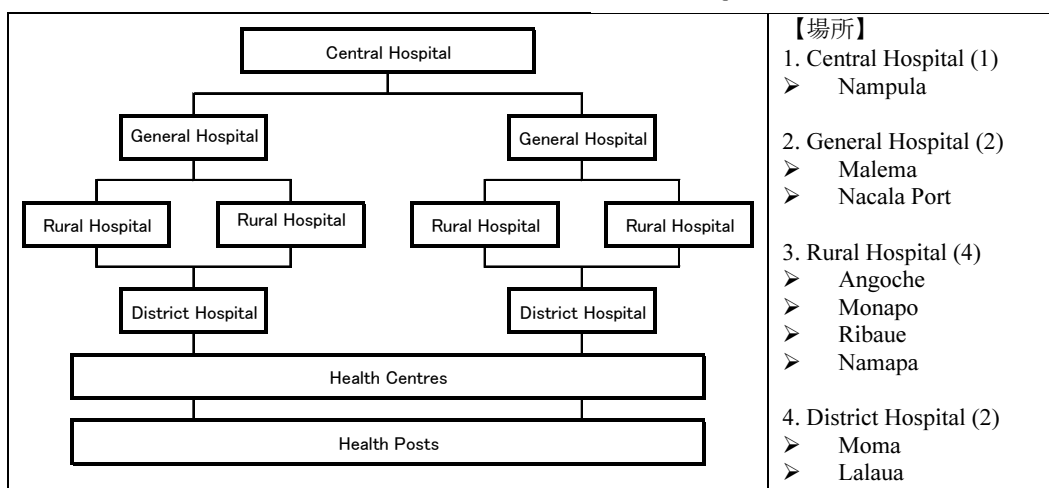 Central Hospital
General Hospital
General Hospital
Rural Hospital
Rural Hospital
Rural Hospital
Rural Hospital
District Hospital
District Hospital
Health Centres
Health Posts
【場所】
1. Central Hospital (1)
➢ Nampula
2. General Hospital (2)
➢ Malema
➢ Nacala Port
3. Rural Hospital (4)
➢ Angoche
➢ Monapo
➢ Ribaue
➢ Namapa
4. District Hospital (2)
➢ Moma
➢ Lalaua